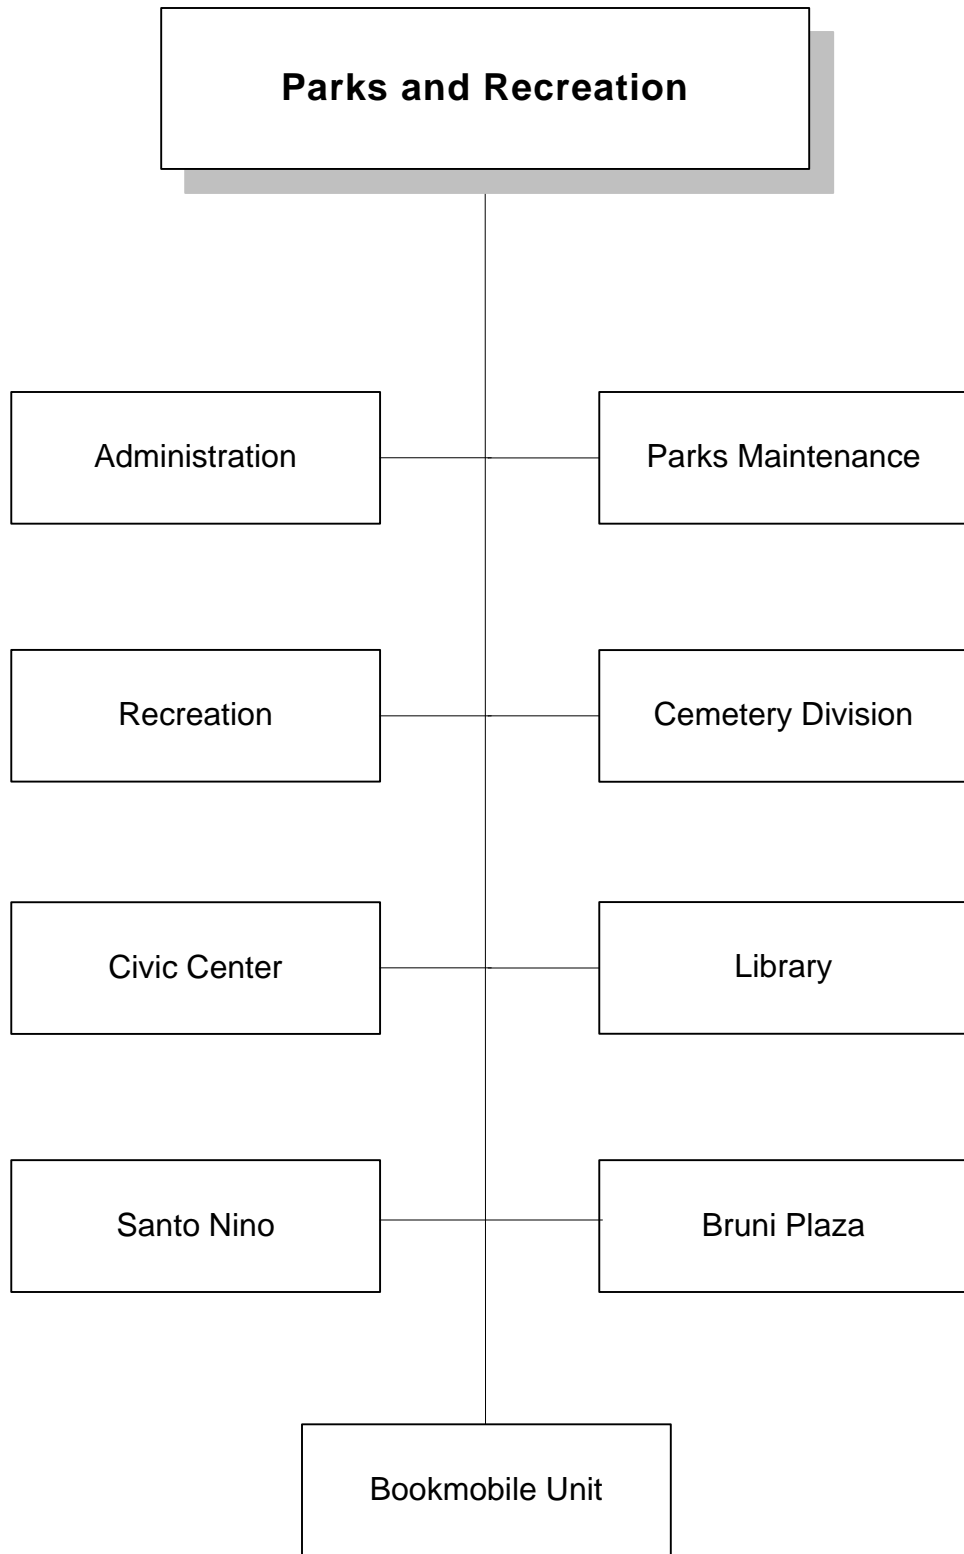 Parks and Recreation
Administration
Parks Maintenance
Recreation
Cemetery Division
Civic Center
Library
Santo Nino
Bruni Plaza
Bookmobile Unit